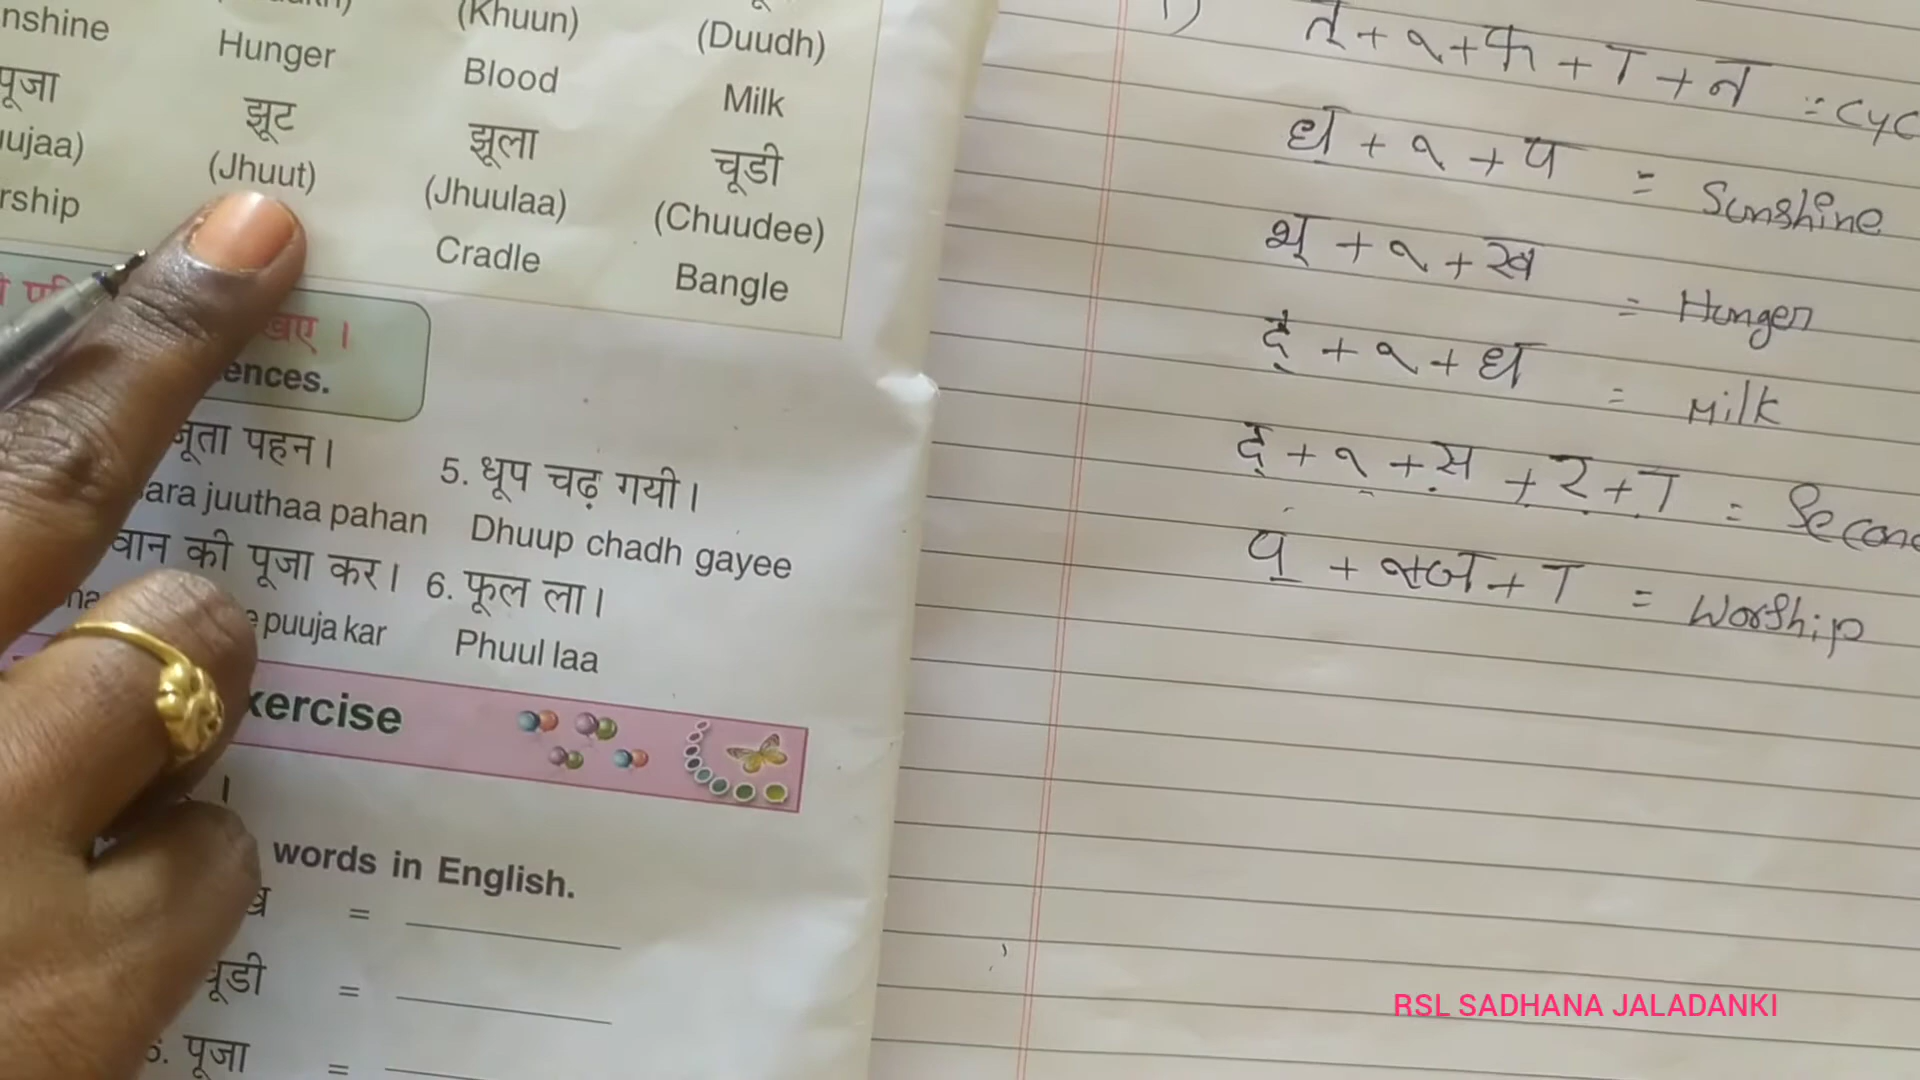 nshine
Hunger
(Khuun)
Blood
(Duudh)
Milk
पूजा
झूट
झूला
चूडी
ujaa)
(Jhuut)
(Jhuulaa)
(Chuudee)
rship
Cradle
Bangle
खिए ।
ences.
जूता पहन।
5. धूप चढ़ गयी।
ara juuthaa pahan
Dhuup chadh gayee
वान की पूजा कर।
6. फूल ला।
puuja kar
Phuul laa
xercise
words in English.
ख =
चूडी =
6. पूजा =
त + ू + फ + ा + न = Cyc
ध + ू + प = Sunshine
भ् + ू + ख = Hunger
द् + ू + ध = Milk
द् + ू + स + र + ा = Second
प + ू + ज + ा = Worship
RSL SADHANA JALADANKI